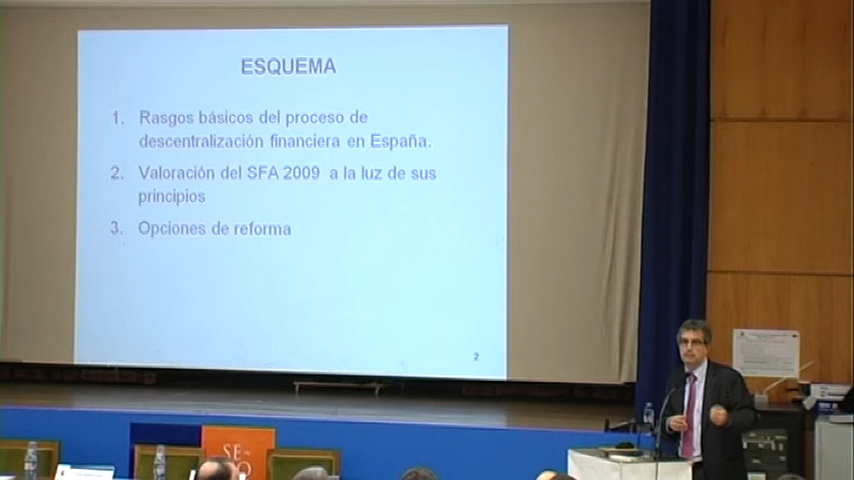 ESQUEMA
1. Rasgos básicos del proceso de
descentralización financiera en España.
2. Valoración del SFA 2009 a la luz de sus
principios
3. Opciones de reforma
2